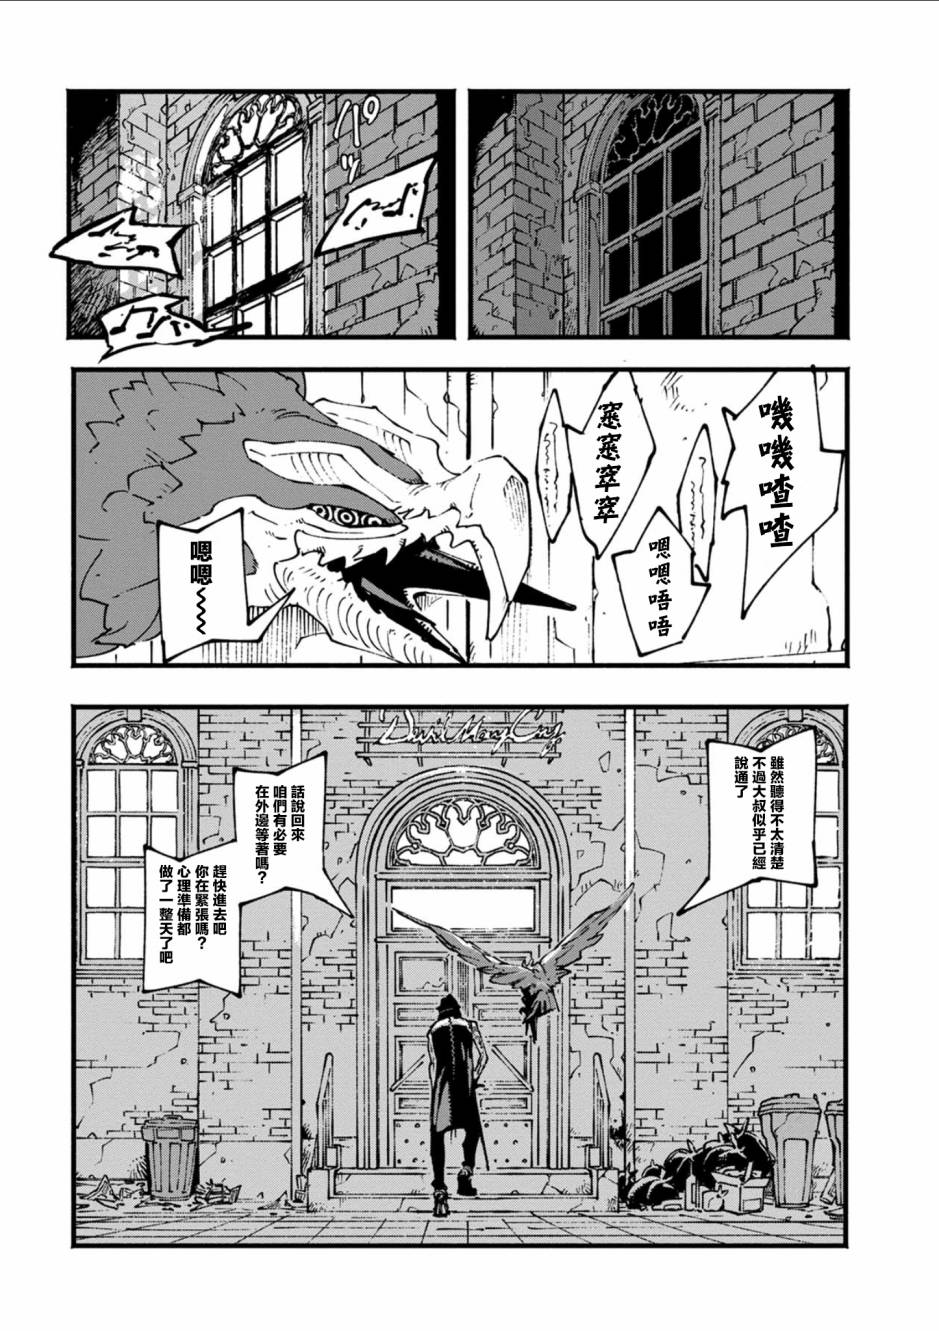 ペ
ッ
嘰嘰喳喳
窸窸窣窣
嗯嗯唔唔
嗯嗯~~~
Devil May Cry
雖然聽得不太清楚
不過大叔似乎已經
說通了
話說回來
咱們有必要
在外邊等著嗎？
趕快進去吧
你在緊張嗎？
心理準備都
做了一整天了吧